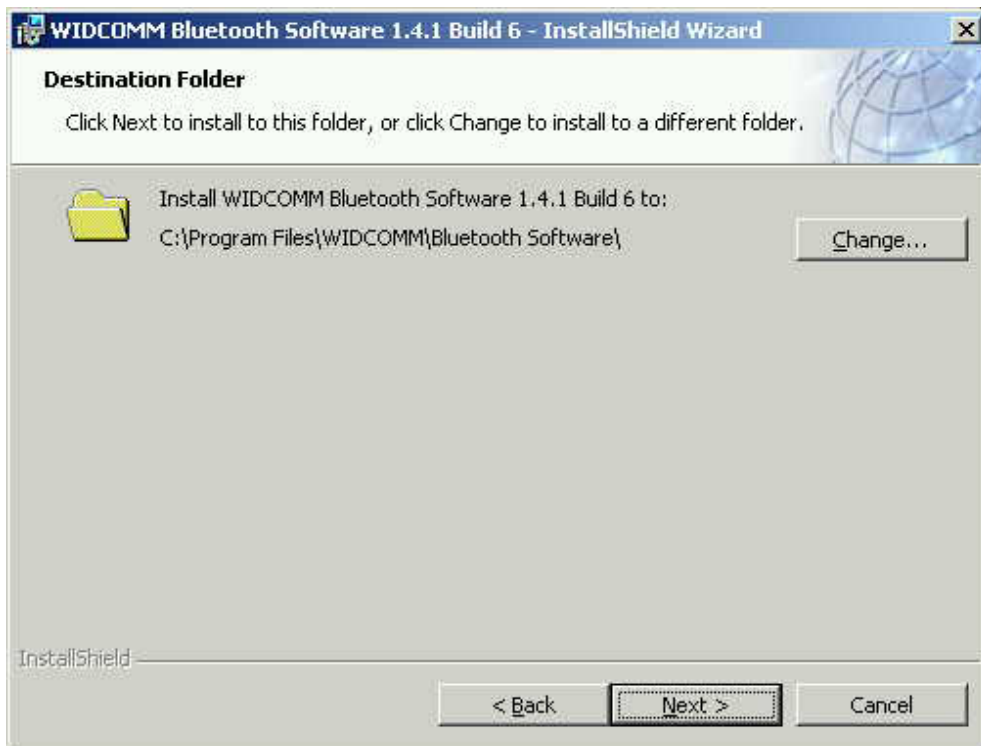 WIDCOMM Bluetooth Software 1.4.1 Build 6 - InstallShield Wizard
Destination Folder
Click Next to install to this folder, or click Change to install to a different folder.
Install WIDCOMM Bluetooth Software 1.4.1 Build 6 to:
C:\Program Files\WIDCOMM\Bluetooth Software\
Change...
InstallShield
< Back
Next >
Cancel